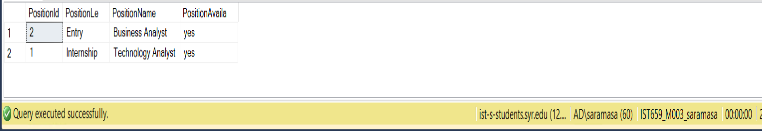 PositionId PositionLe PositionName PositionAvaila
1 2 Entry Business Analyst yes
2 1 Internship Technology Analyst yes
Query executed successfully. ist-s-students.syr.edu (12... AD\saramasa (60) IST659_M003_saramasa 00:00:00 2